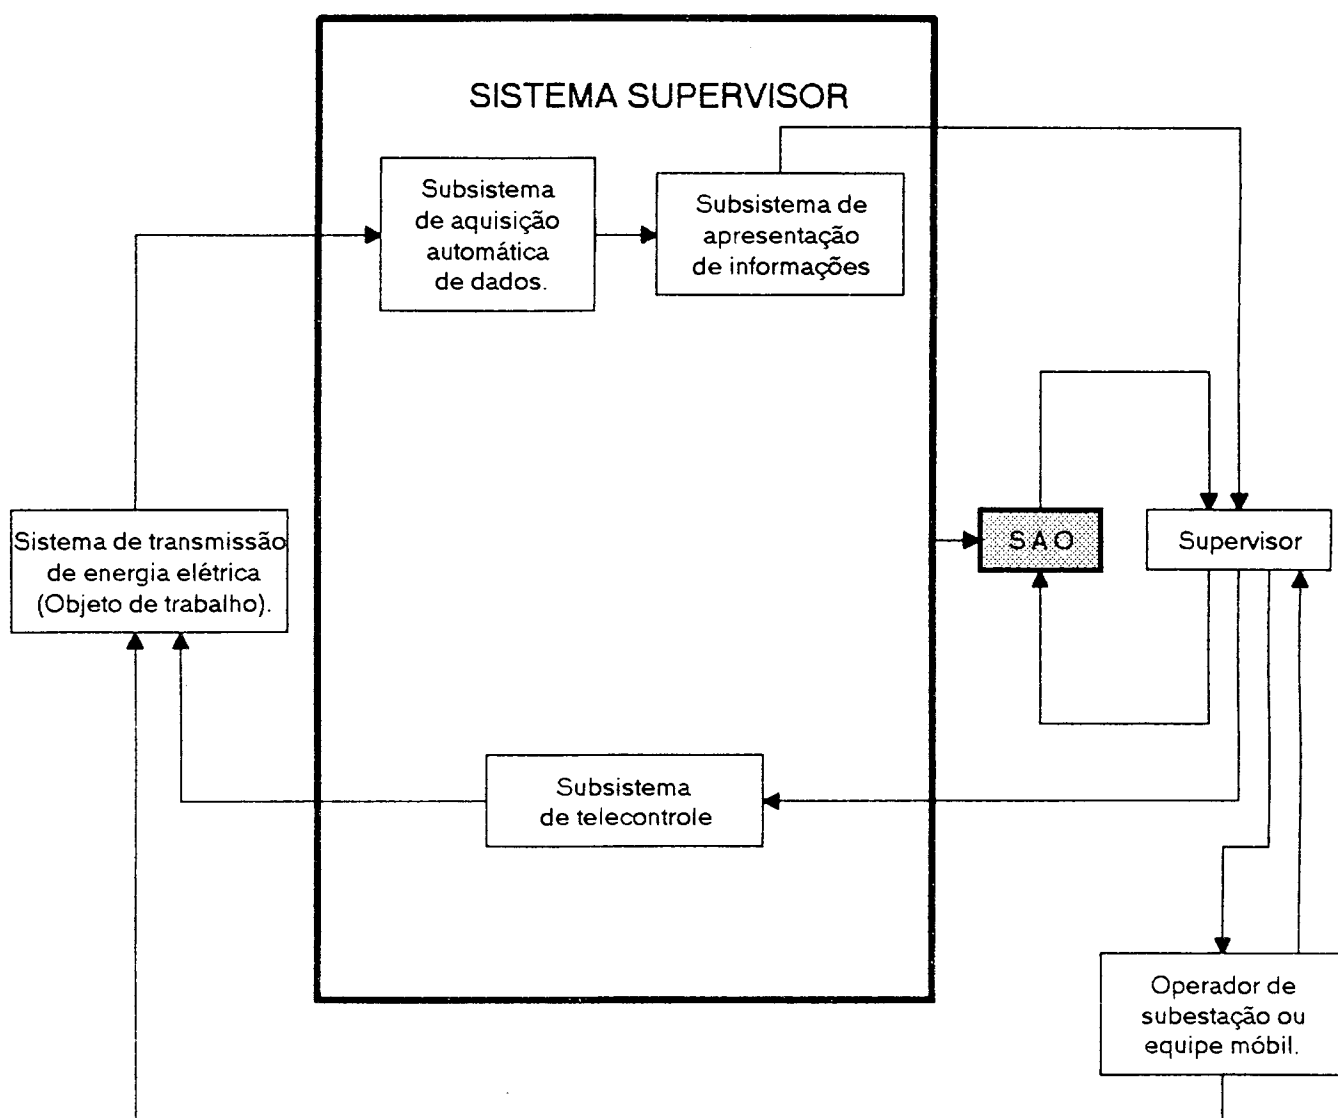 SISTEMA SUPERVISOR
Subsistema
de aquisição
automática
de dados.
Subsistema de
apresentação
de informações
Sistema de transmissão
de energia elétrica
(Objeto de trabalho).
S A O
Supervisor
Subsistema
de telecontrole
Operador de
subestação ou
equipe móbil.